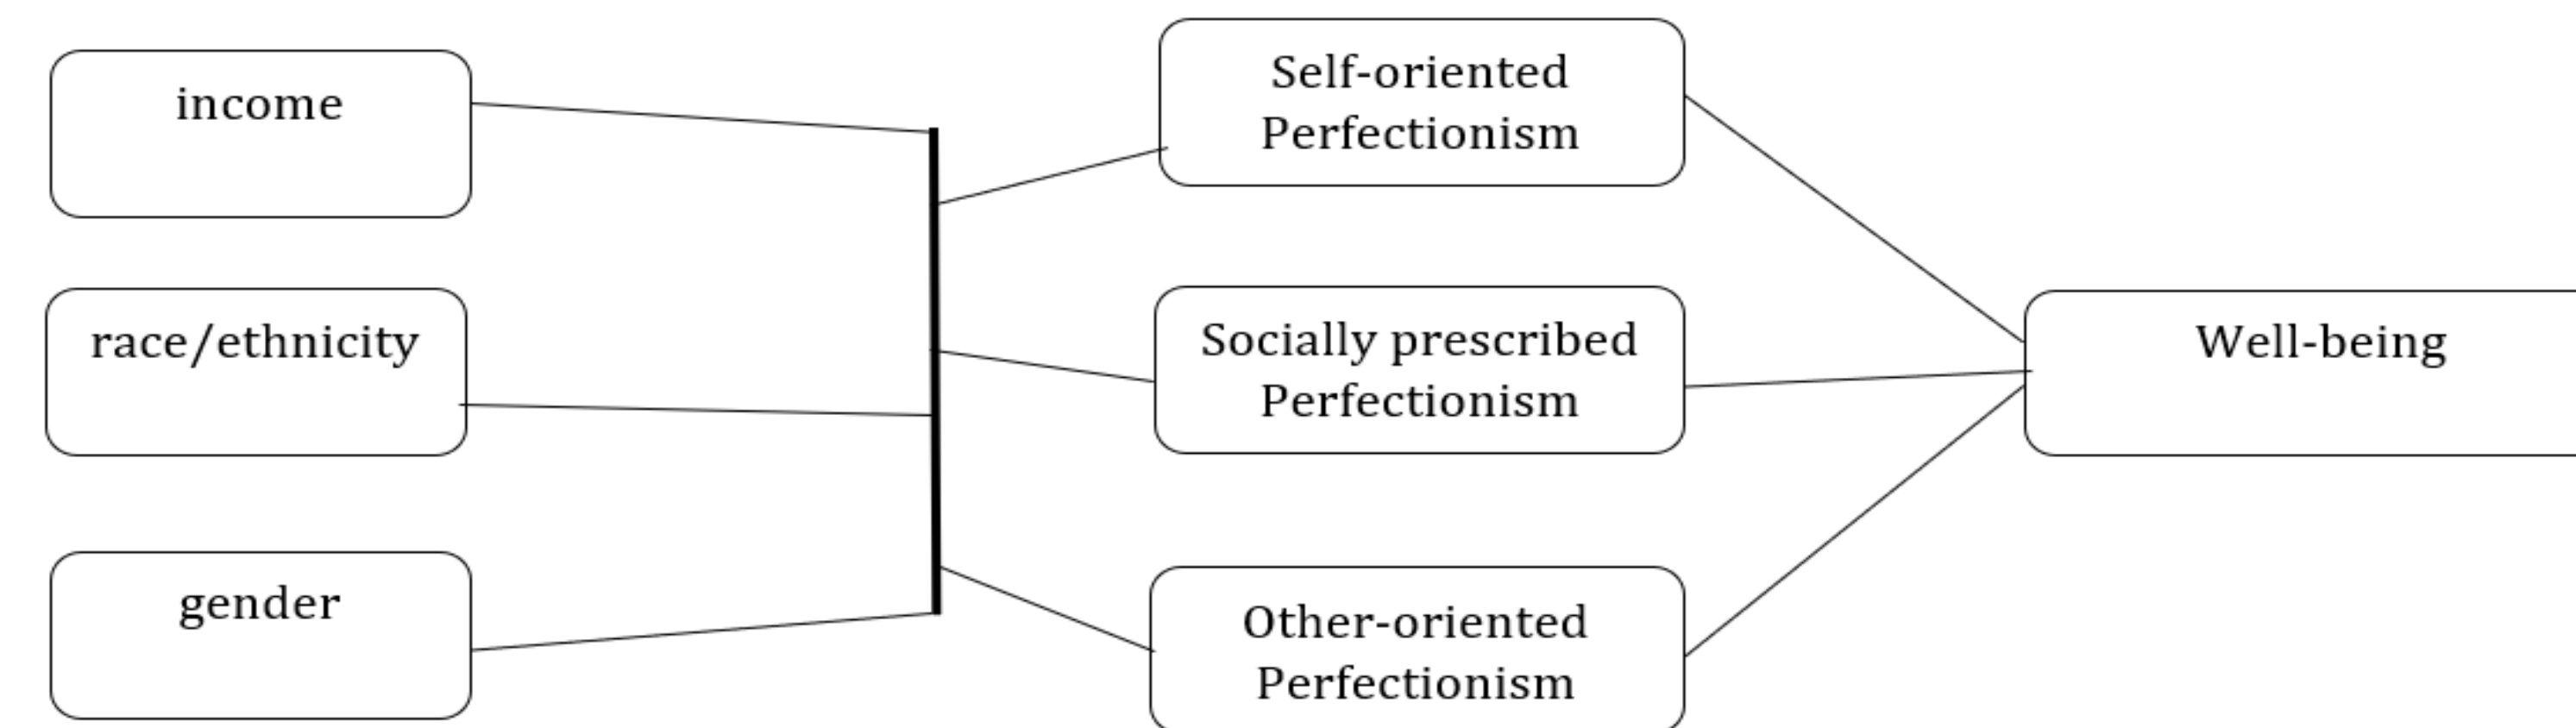 income
race/ethnicity
gender
Self-oriented
Perfectionism
Socially prescribed
Perfectionism
Other-oriented
Perfectionism
Well-being